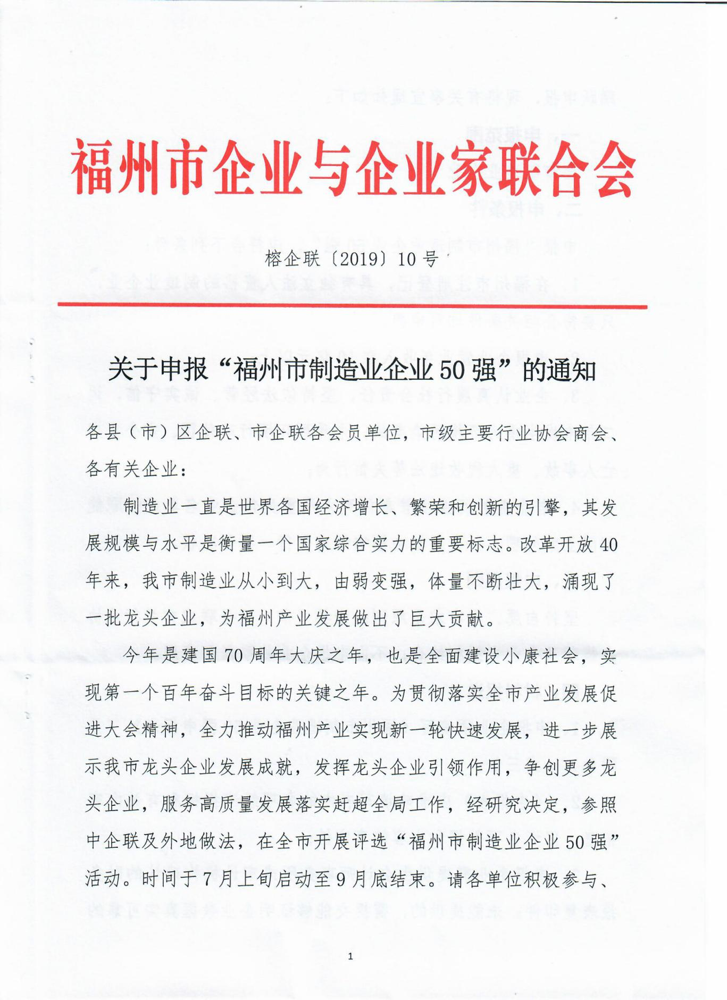 福州市企业与企业家联合会
榕企联〔2019〕10号
关于申报“福州市制造业企业50强”的通知
各县（市）区企联、市企联各会员单位，市级主要行业协会商会、
各有关企业：
制造业一直是世界各国经济增长、繁荣和创新的引擎，其发
展规模与水平是衡量一个国家综合实力的重要标志。改革开放40
年来，我市制造业从小到大，由弱变强，体量不断壮大，涌现了
一批龙头企业，为福州产业发展做出了巨大贡献。
今年是建国70周年大庆之年，也是全面建设小康社会，实
现第一个百年奋斗目标的关键之年。为贯彻落实全市产业发展促
进大会精神，全力推动福州产业实现新一轮快速发展，进一步展
示我市龙头企业发展成就，发挥龙头企业引领作用，争创更多龙
头企业，服务高质量发展落实赶超全局工作，经研究决定，参照
中企联及外地做法，在全市开展评选“福州市制造业企业50强”
活动。时间于7月上旬启动至9月底结束。请各单位积极参与、
1